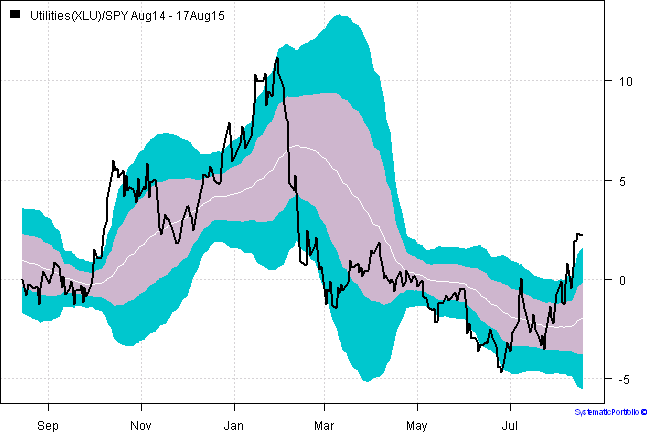 Utilities(XLU)/SPY Aug14 - 17Aug15
10
5
0
-5
Sep Nov Jan Mar May Jul
SystematicPortfolio ©